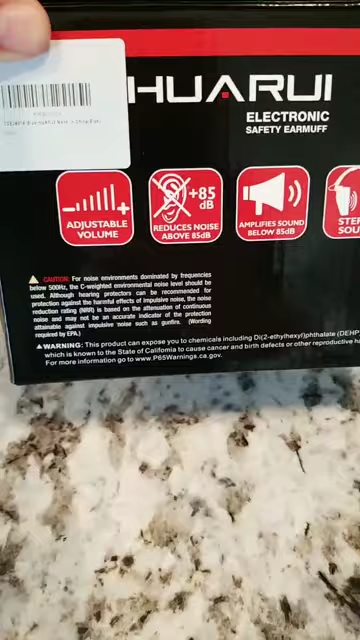 HUARUI
ELECTRONIC
SAFETY EARMUFF
+85
dB
ADJUSTABLE
VOLUME
REDUCES NOISE
ABOVE 85dB
AMPLIFIES SOUND
BELOW 85dB
STE
SOU
CAUTION: For noise environments dominated by frequencies
below 500Hz, the C-weighted environmental noise level should be
used. Although hearing protectors can be recommended for
protection against the harmful effects of impulsive noise, the noise
reduction rating (NRR) is based on the attenuation of continuous
noise and may not be an accurate indicator of the protection
attainable against impulsive noise such as gunfire. (Wording
required by EPA.)
WARNING: This product can expose you to chemicals including Di(2-ethylhexyl)phthalate (DEHP
which is known to the State of California to cause cancer and birth defects or other reproductive ha
For more information go to www.P65Warnings.ca.gov.